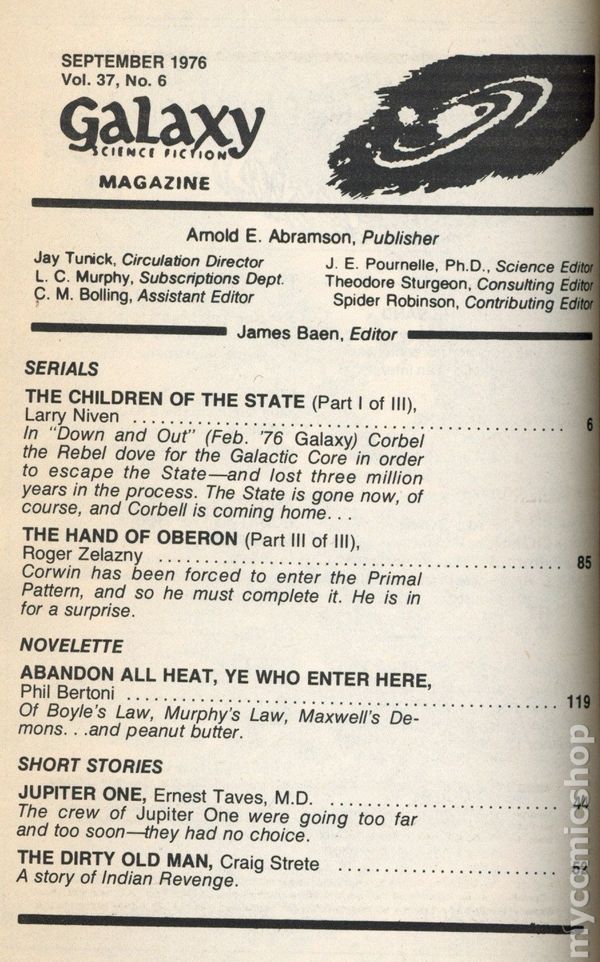 SEPTEMBER 1976
Vol. 37, No. 6
Galaxy
SCIENCE FICTION
MAGAZINE
Arnold E. Abramson, Publisher
Jay Tunick, Circulation Director
L. C. Murphy, Subscriptions Dept.
C. M. Bolling, Assistant Editor
J. E. Pournelle, Ph.D., Science Editor
Theodore Sturgeon, Consulting Editor
Spider Robinson, Contributing Editor
James Baen, Editor
SERIALS
THE CHILDREN OF THE STATE (Part I of III),
Larry Niven .......... 6
In "Down and Out" (Feb. '76 Galaxy) Corbel
the Rebel dove for the Galactic Core in order
to escape the State—and lost three million
years in the process. The State is gone now, of
course, and Corbell is coming home. . .
THE HAND OF OBERON (Part III of III),
Roger Zelazny .......... 85
Corwin has been forced to enter the Primal
Pattern, and so he must complete it. He is in
for a surprise.
NOVELETTE
ABANDON ALL HEAT, YE WHO ENTER HERE,
Phil Bertoni .......... 119
Of Boyle's Law, Murphy's Law, Maxwell's De-
mons. . .and peanut butter.
SHORT STORIES
JUPITER ONE, Ernest Taves, M.D. .......... 44
The crew of Jupiter One were going too far
and too soon—they had no choice.
THE DIRTY OLD MAN, Craig Strete ..........
A story of Indian Revenge.
mycomicshop